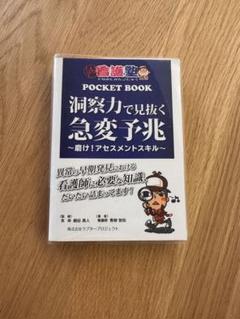 看護塾
POCKET BOOK
洞察力で見抜く
急変予兆
～磨け!アセスメントスキル～
異常の早期発見における
看護師に必要な知識が
だいたい詰まってます!
株式会社ラプタープロジェクト